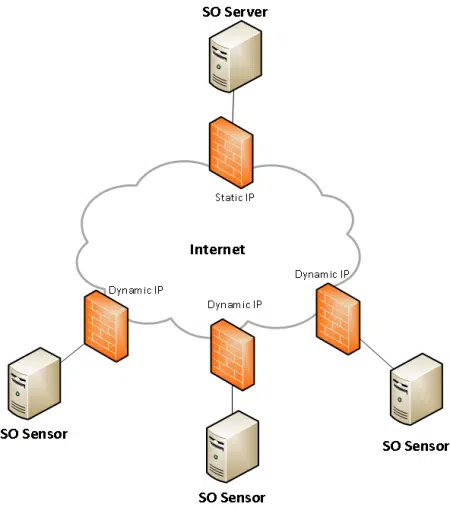 SO Server
Static IP
Internet
Dynamic IP
Dynamic IP
Dynamic IP
SO Sensor
SO Sensor
SO Sensor